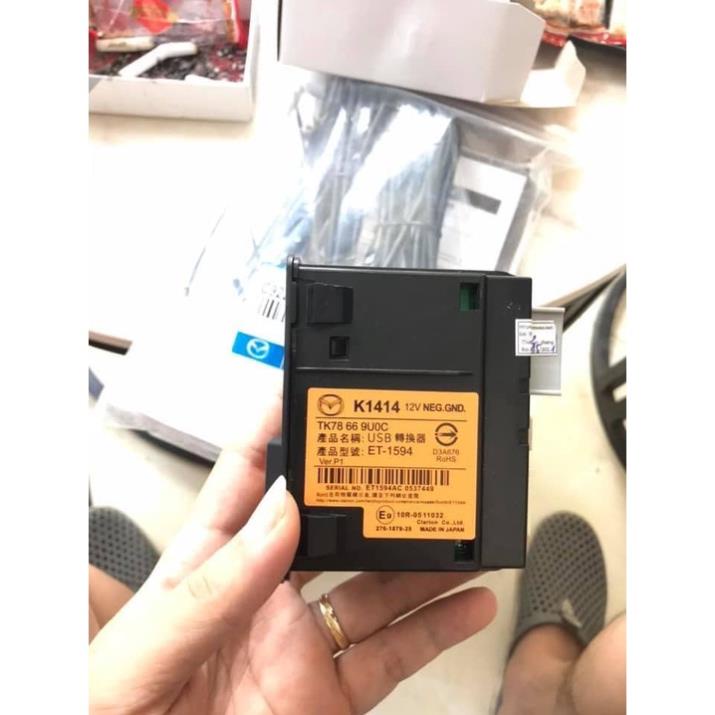 K1414 12V NEG.GND.
TK78 66 9U0C
產品名稱: USB 轉換器
產品型號: ET-1594
D3A676
RoHS
Ver.P1
SERIAL NO. ET1594AC 0537449
E9 10R-0511032
Clarion Co.,Ltd.
276-1879-25 MADE IN JAPAN